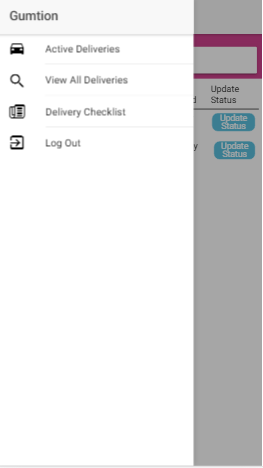 Gumtion
Active Deliveries
View All Deliveries
Delivery Checklist
Log Out
Update
Status
Update
Status
Update
Status